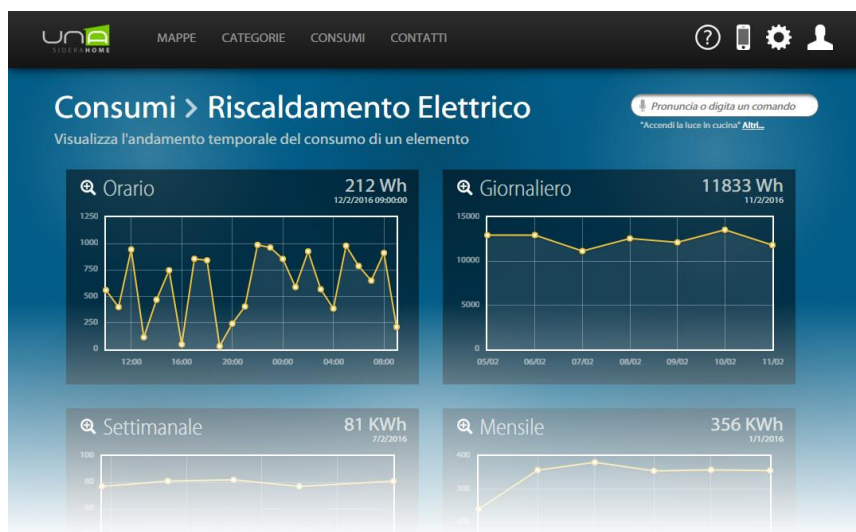 UNA
SIDERAHOME
MAPPE CATEGORIE CONSUMI CONTATTI
?
Consumi > Riscaldamento Elettrico
Visualizza l'andamento temporale del consumo di un elemento
Pronuncia o digita un comando
"Accendi la luce in cucina" Altri...
Orario
212 Wh
12/2/2016 09:00:00
1250
1000
750
500
250
0
12:00 16:00 20:00 00:00 04:00 08:00
Giornaliero
11833 Wh
11/2/2016
15000
10000
5000
0
05/02 06/02 07/02 08/02 09/02 10/02 11/02
Settimanale
81 KWh
7/2/2016
100
80
60
Mensile
356 KWh
1/1/2016
400
300
200